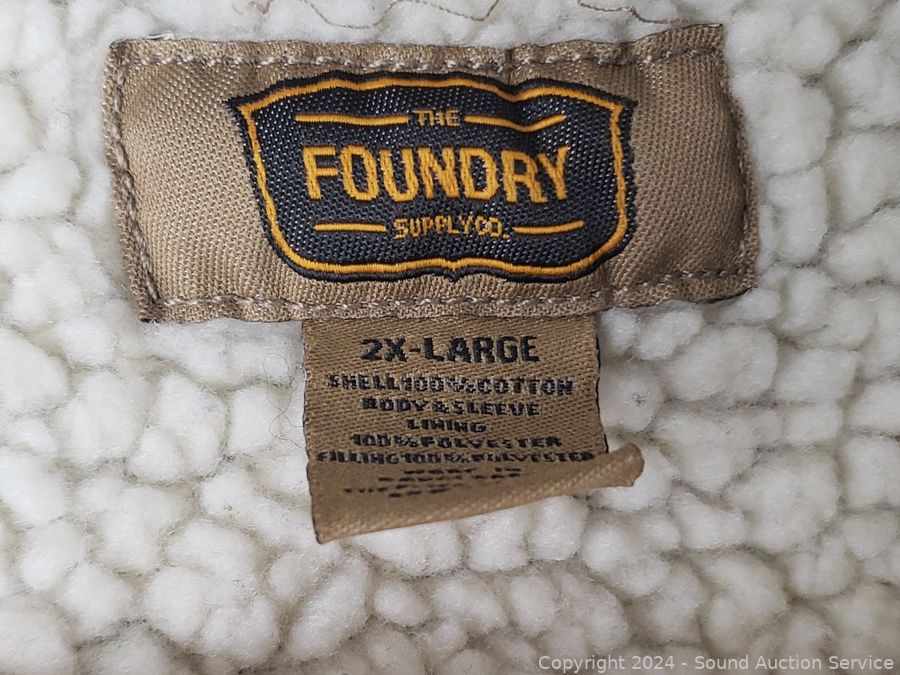 THE
FOUNDRY
SUPPLY CO.
2X-LARGE
SHELL 100% COTTON
BODY & SLEEVE
LINING
100% POLYESTER
FILLING 100% POLYESTER
Copyright 2024 - Sound Auction Service